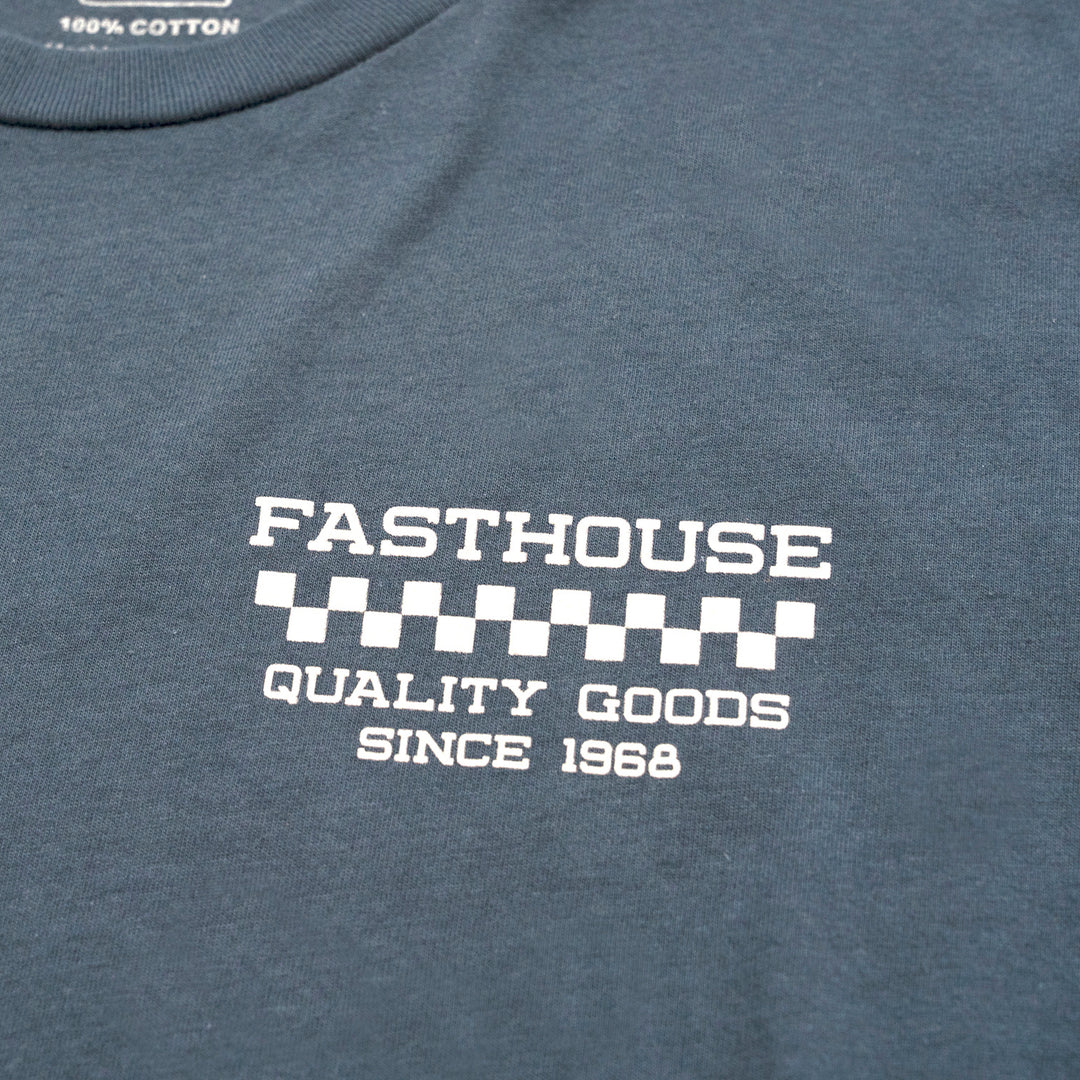 100% COTTON
FASTHOUSE
QUALITY GOODS
SINCE 1968